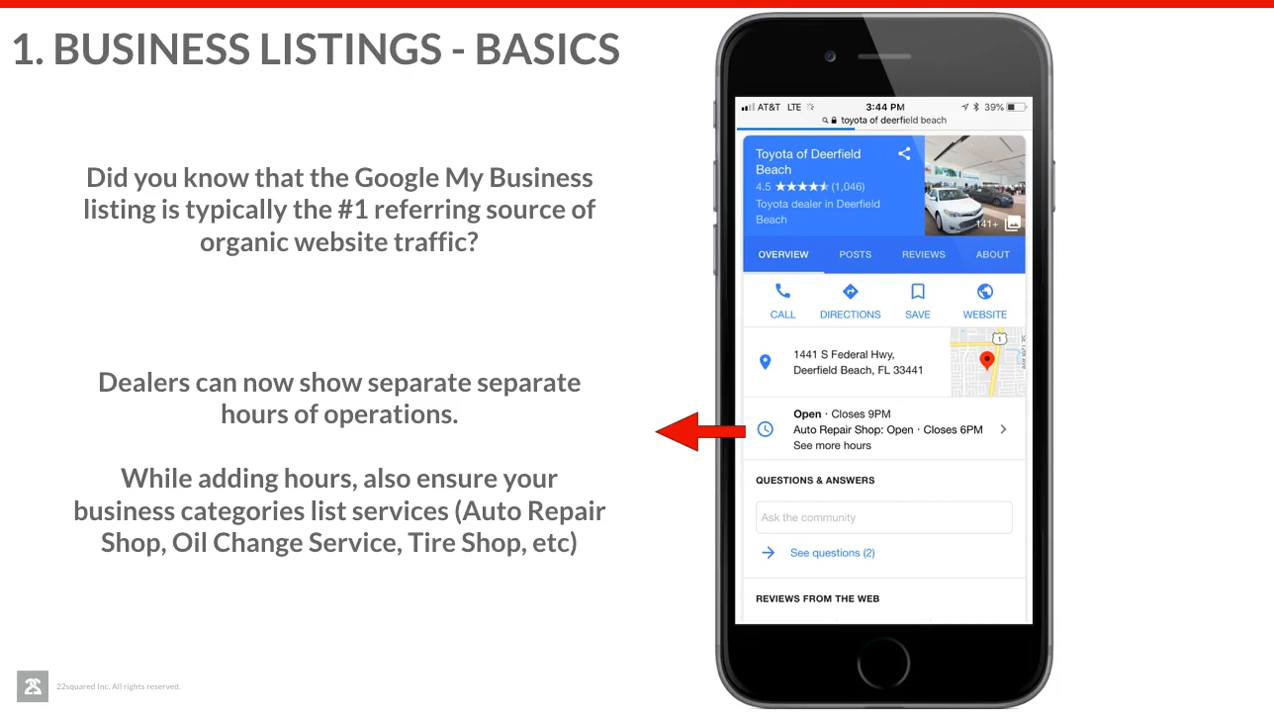 1. BUSINESS LISTINGS - BASICS
Did you know that the Google My Business
listing is typically the #1 referring source of
organic website traffic?
Dealers can now show separate separate
hours of operations.
While adding hours, also ensure your
business categories list services (Auto Repair
Shop, Oil Change Service, Tire Shop, etc)
AT&T LTE 3:44 PM 39%
toyota of deerfield beach
Toyota of Deerfield
Beach
4.5 (1,046)
Toyota dealer in Deerfield
Beach
141+
OVERVIEW POSTS REVIEWS ABOUT
CALL DIRECTIONS SAVE WEBSITE
1441 S Federal Hwy,
Deerfield Beach, FL 33441
1
Open · Closes 9PM
Auto Repair Shop: Open · Closes 6PM
See more hours
QUESTIONS & ANSWERS
Ask the community
See questions (2)
REVIEWS FROM THE WEB
22squared Inc. All rights reserved.